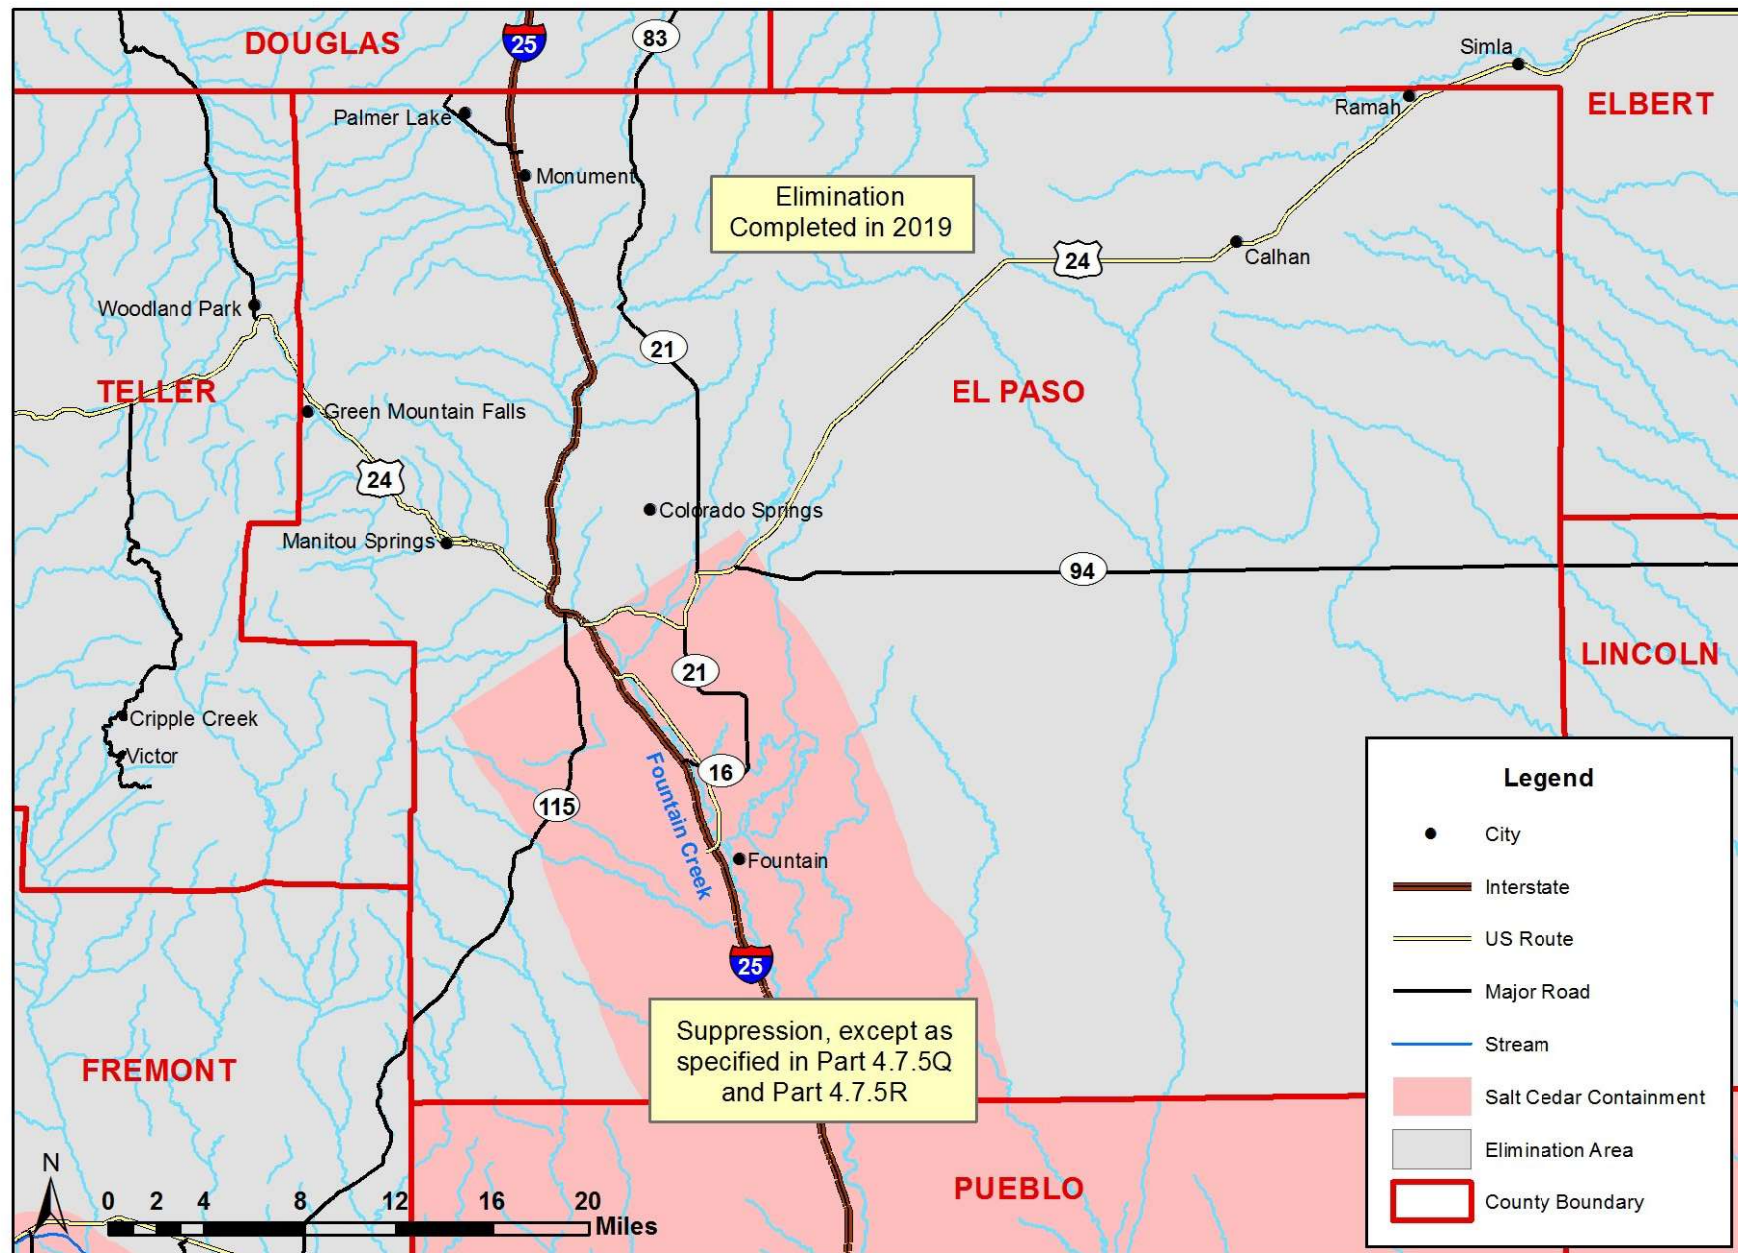 DOUGLAS
25
83
Simla
ELBERT
Palmer Lake
Ramah
Monument
Elimination
Completed in 2019
24
Calhan
Woodland Park
21
TELLER
EL PASO
Green Mountain Falls
24
Colorado Springs
Manitou Springs
94
LINCOLN
21
Cripple Creek
Victor
16
115
Fountain Creek
Fountain
25
Suppression, except as
specified in Part 4.7.5Q
and Part 4.7.5R
FREMONT
PUEBLO
N
0 2 4 8 12 16 20
Miles
Legend
City
Interstate
US Route
Major Road
Stream
Salt Cedar Containment
Elimination Area
County Boundary